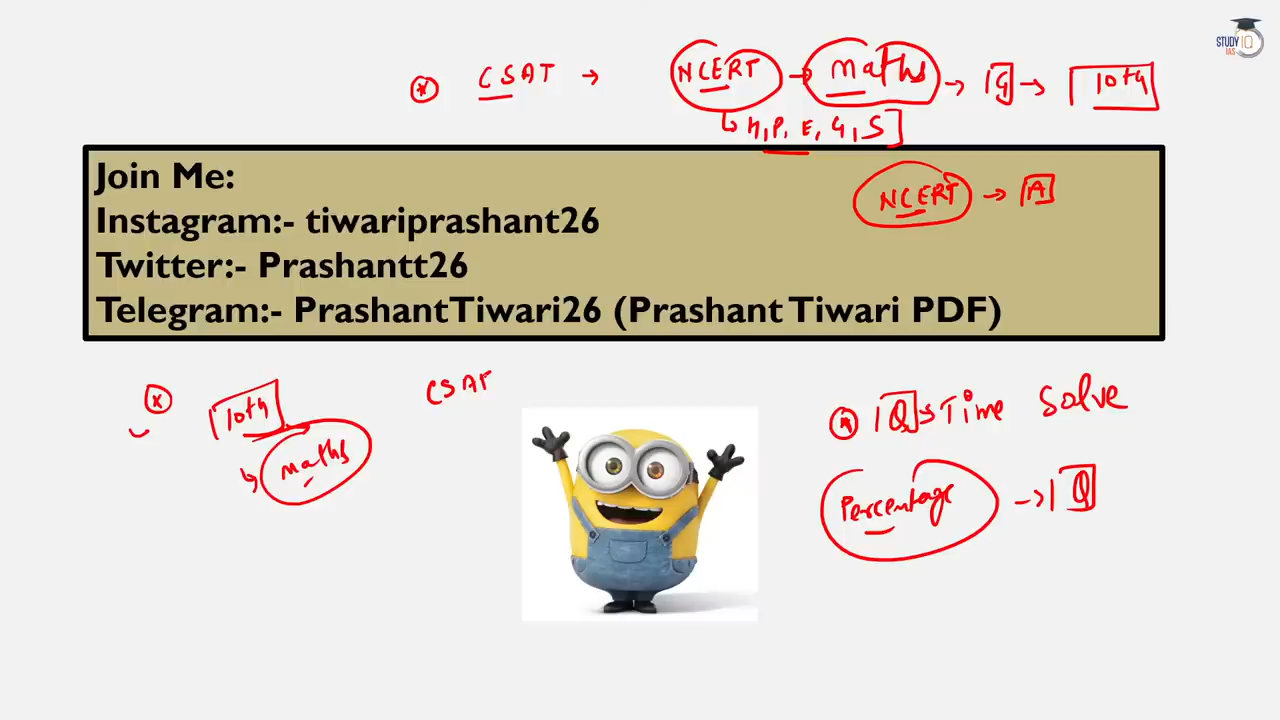 STUDY IQ
IAS
CSAT → NCERT → maths → → 10th
H, P, E, G, S
NCERT → A
Join Me:
Instagram:- tiwariprashant26
Twitter:- Prashantt26
Telegram:- PrashantTiwari26 (Prashant Tiwari PDF)
10th
maths
CSAT
1Q → Time Solve
Percentage → 1Q